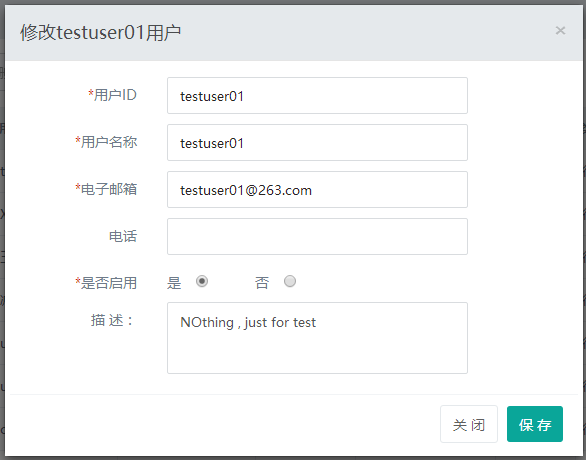 修改testuser01用户
×
*用户ID testuser01
*用户名称 testuser01
*电子邮箱 testuser01@263.com
电话
*是否启用 是 否
描 述： NOthing , just for test
关 闭 保 存